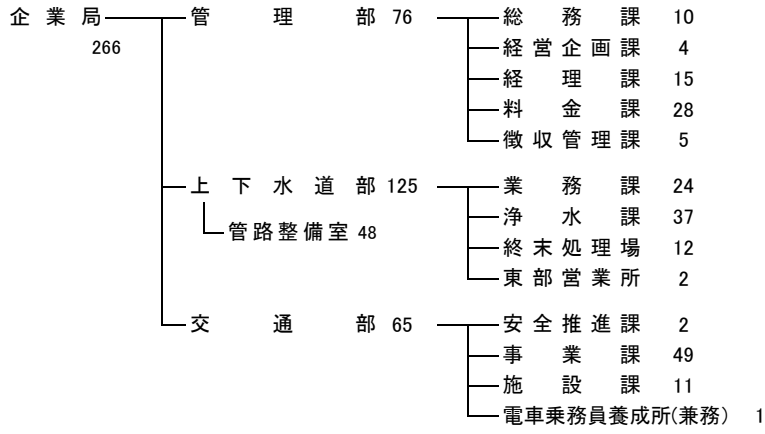 企業局 管理部 76 総務課 10
266 経営企画課 4
経理課 15
料金課 28
徴収管理課 5
上下水道部 125 業務課 24
浄水課 37
管路整備室 48
終末処理場 12
東部営業所 2
交通部 65 安全推進課 2
事業課 49
施設課 11
電車乗務員養成所(兼務) 1